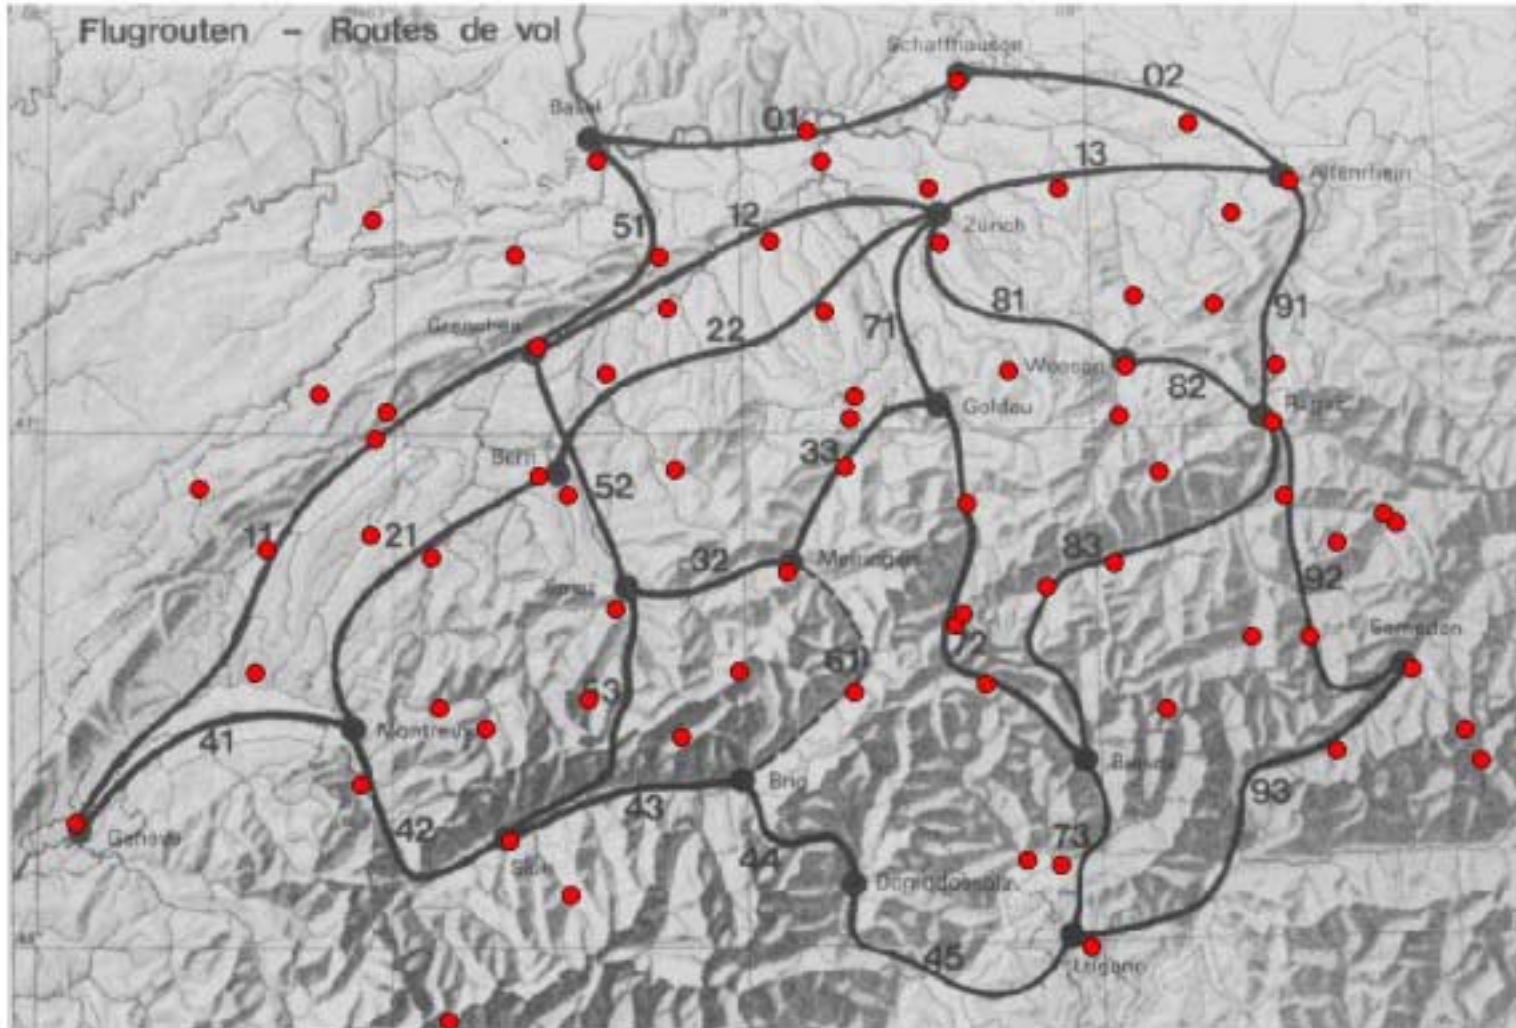 Flugrouten – Routes de vol
Schaffhausen
02
Basel
01
13
Altenrhein
12
51
Zürich
Grenchen
22
71
81
91
Weesen
82
Ragaz
Goldau
33
Bern
52
11
21
32
Meiringen
83
92
72
Samedan
61
53
41
Montreux
Brig
43
93
Genève
42
44
73
Sion
Domodossola
45
Lugano